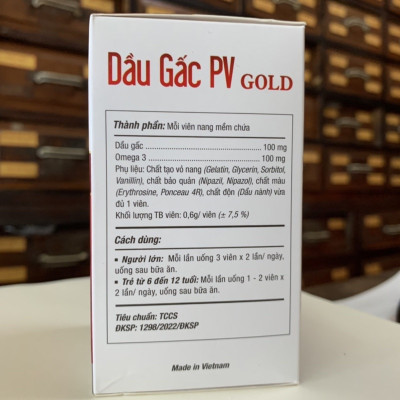 Dầu Gấc PV GOLD
Thành phần: Mỗi viên nang mềm chứa
Dầu gấc ........................................ 100 mg
Omega 3 ...................................... 100 mg
Phụ liệu: Chất tạo vỏ nang (Gelatin, Glycerin, Sorbitol,
Vanillin), chất bảo quản (Nipazil, Nipazol), chất màu
(Erythrosine, Ponceau 4R), chất độn (Dầu nành) vừa
đủ 1 viên.
Khối lượng TB viên: 0,6g/ viên (± 7,5 %)
Cách dùng:
• Người lớn: Mỗi lần uống 3 viên x 2 lần/ ngày,
uống sau bữa ăn.
• Trẻ từ 6 đến 12 tuổi: Mỗi lần uống 1 - 2 viên x
2 lần/ ngày, uống sau bữa ăn.
Tiêu chuẩn: TCCS
ĐKSP: 1298/2022/ĐKSP
Made in Vietnam